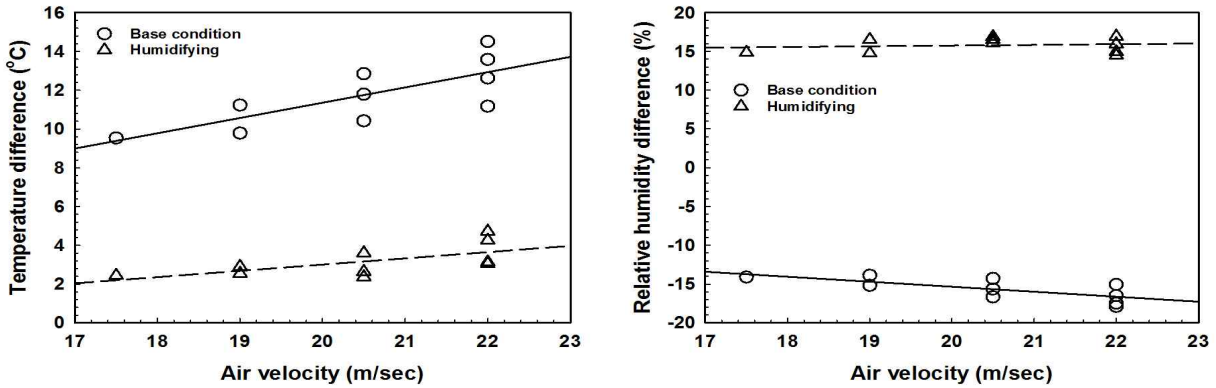 16
14
12
10
8
6
4
2
0
Temperature difference (°C)
Base condition
Humidifying
17 18 19 20 21 22 23
Air velocity (m/sec)
20
15
10
5
0
-5
-10
-15
-20
Relative humidity difference (%)
Base condition
Humidifying
17 18 19 20 21 22 23
Air velocity (m/sec)